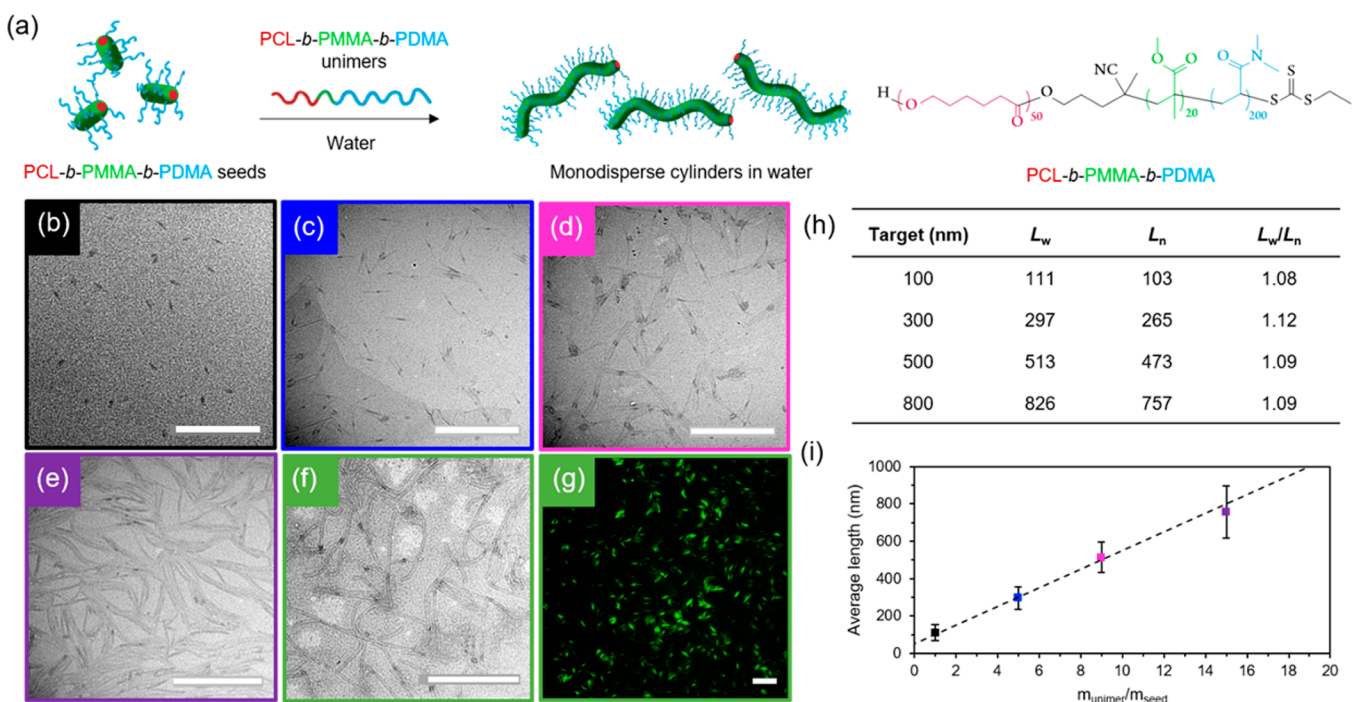 (a)
PCL-b-PMMA-b-PDMA
unimers
Water
PCL-b-PMMA-b-PDMA seeds
Monodisperse cylinders in water
H
O
O
50
O
NC
O
O
20
O
N
200
S
S
S
PCL-b-PMMA-b-PDMA
(b)
(c)
(d)
(e)
(f)
(g)
(h)
Target (nm) Lw Ln Lw/Ln
100 111 103 1.08
300 297 265 1.12
500 513 473 1.09
800 826 757 1.09
(i)
Average length (nm)
1000
800
600
400
200
0
0 2 4 6 8 10 12 14 16 18 20
munimer/mseed